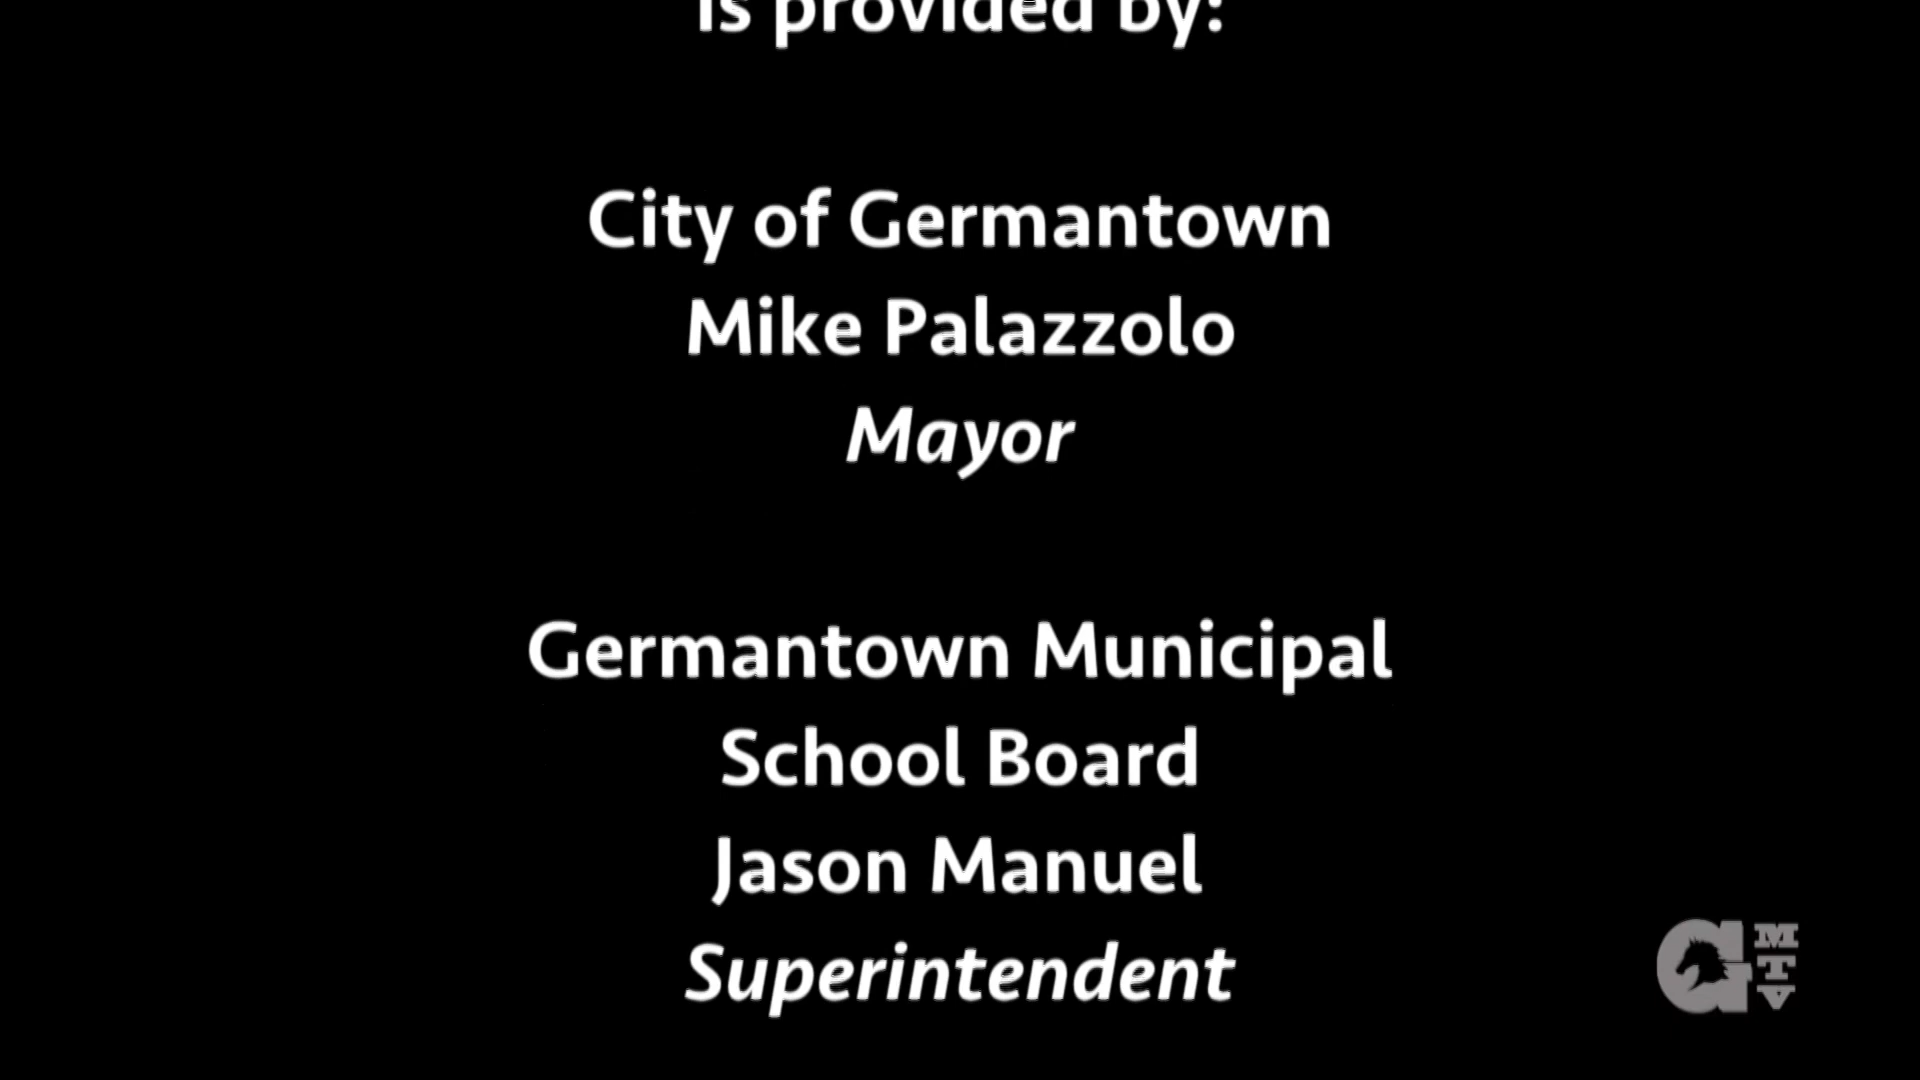 is provided by:
City of Germantown
Mike Palazzolo
Mayor
Germantown Municipal
School Board
Jason Manuel
Superintendent
G
M
T
V